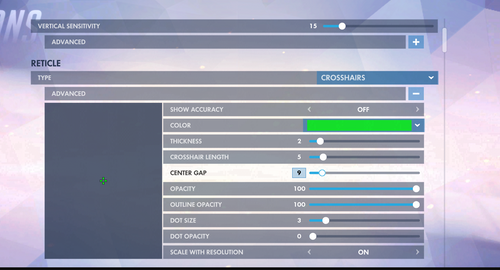 ONS
VERTICAL SENSITIVITY 15
ADVANCED +
RETICLE
TYPE CROSSHAIRS
ADVANCED −
SHOW ACCURACY < OFF >
COLOR
THICKNESS 2
CROSSHAIR LENGTH 5
CENTER GAP 9
OPACITY 100
OUTLINE OPACITY 100
DOT SIZE 3
DOT OPACITY 0
SCALE WITH RESOLUTION < ON >